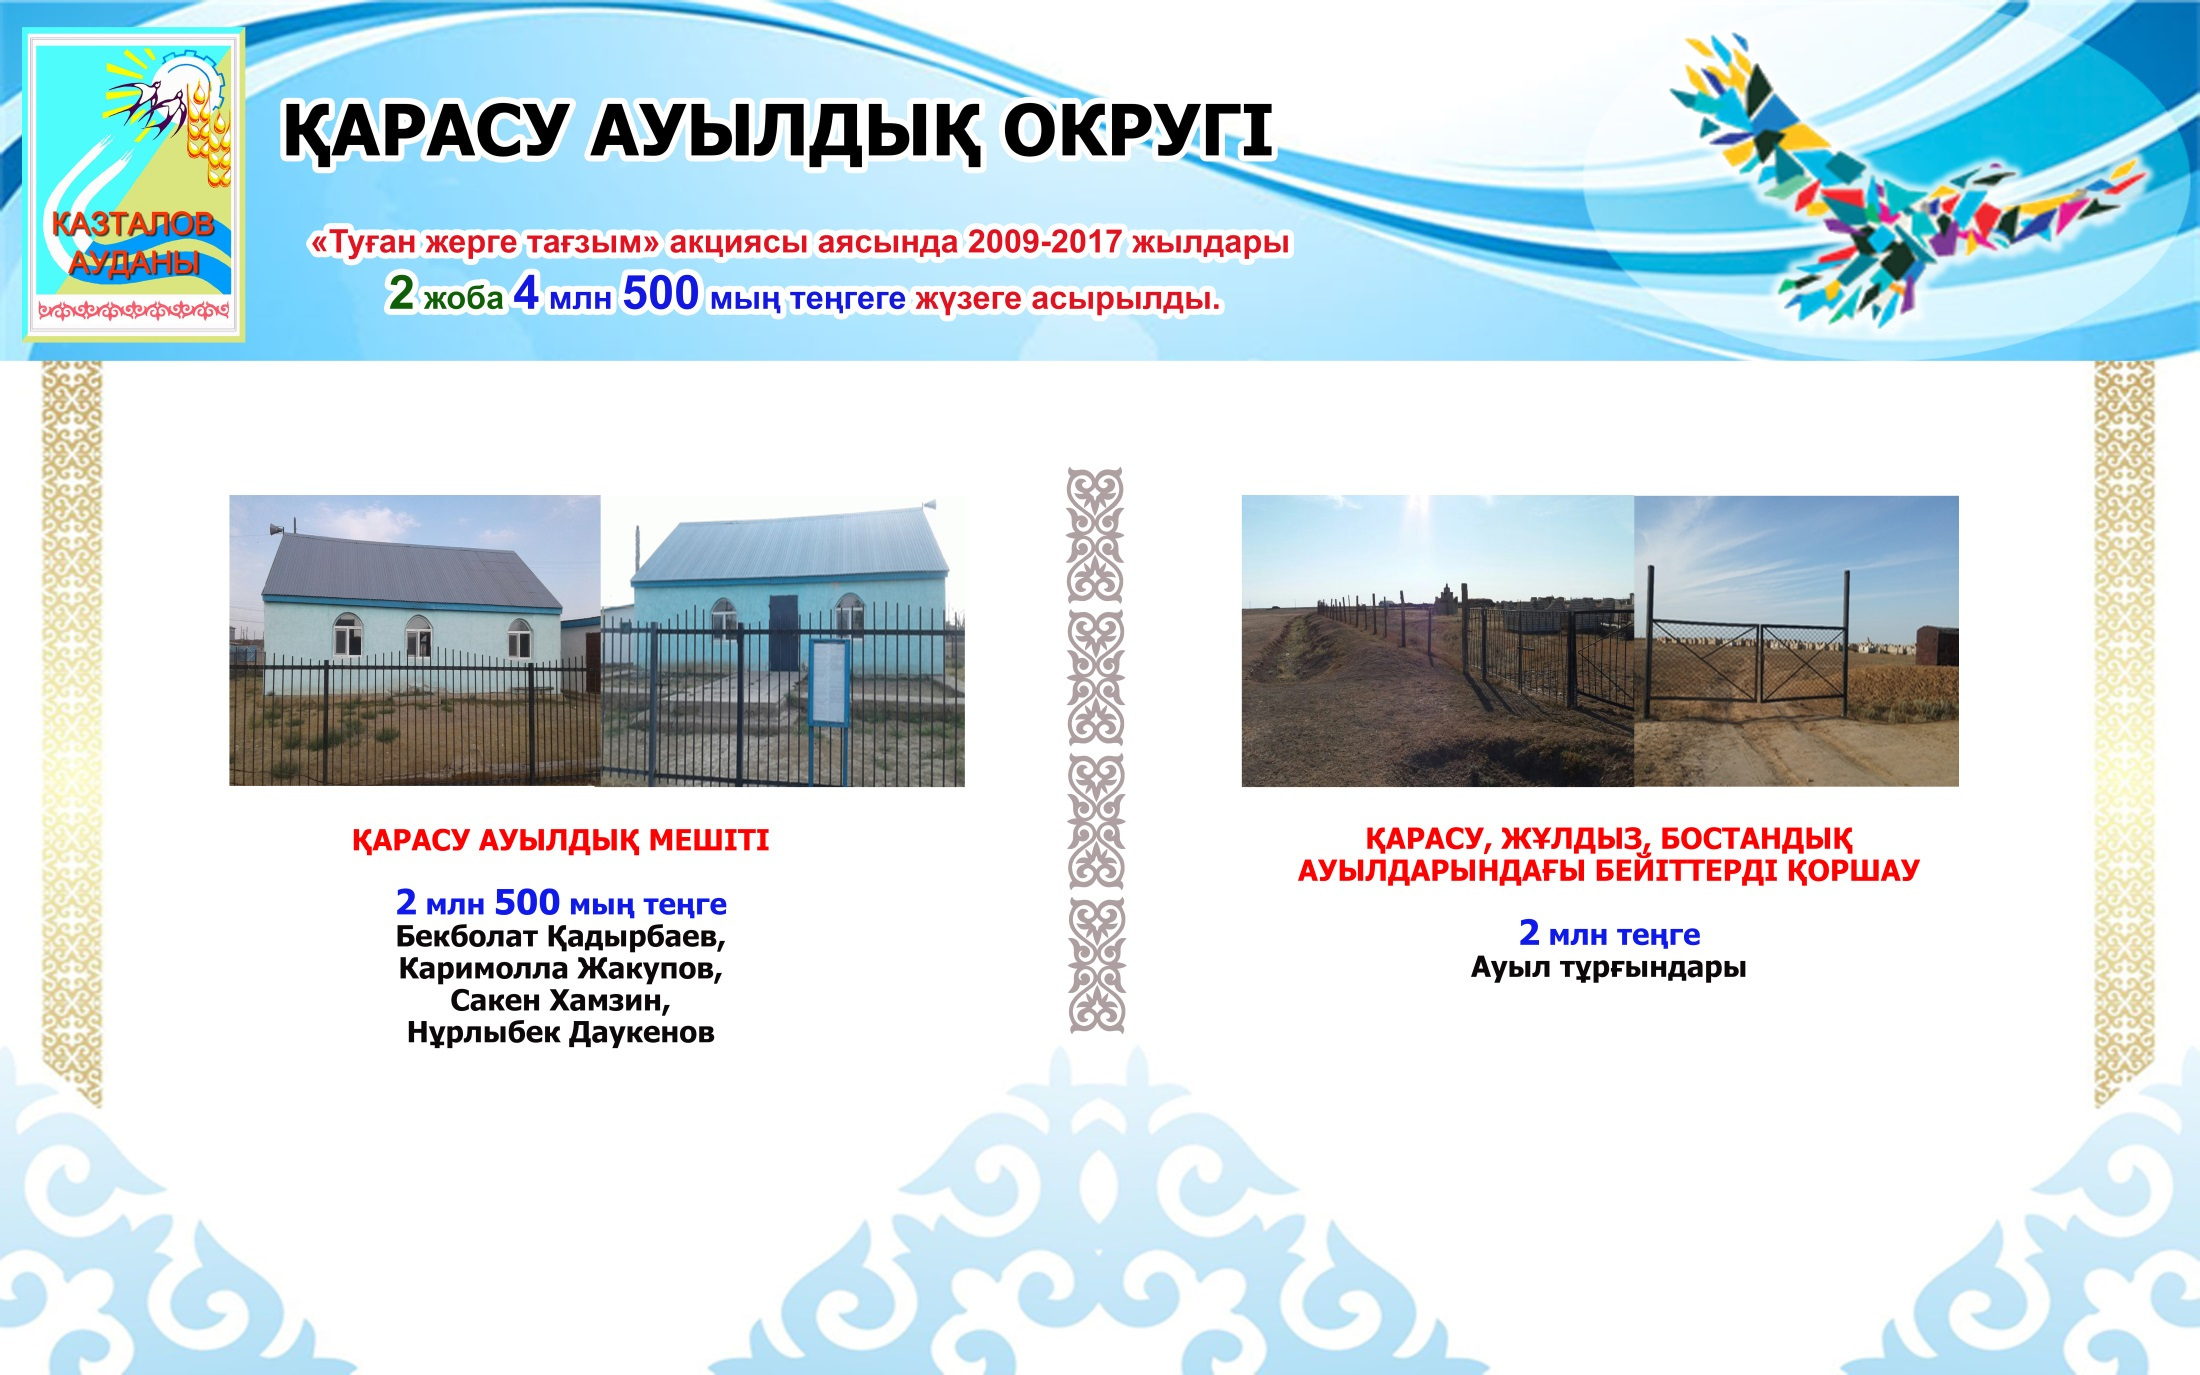 КАЗТАЛОВ
АУДАНЫ
ҚАРАСУ АУЫЛДЫҚ ОКРУГІ
«Туған жерге тағзым» акциясы аясында 2009-2017 жылдары
2 жоба 4 млн 500 мың теңгеге жүзеге асырылды.
ҚАРАСУ АУЫЛДЫҚ МЕШІТІ
2 млн 500 мың теңге
Бекболат Қадырбаев,
Каримолла Жакупов,
Сакен Хамзин,
Нұрлыбек Даукенов
ҚАРАСУ, ЖҰЛДЫЗ, БОСТАНДЫҚ
АУЫЛДАРЫНДАҒЫ БЕЙІТТЕРДІ ҚОРШАУ
2 млн теңге
Ауыл тұрғындары